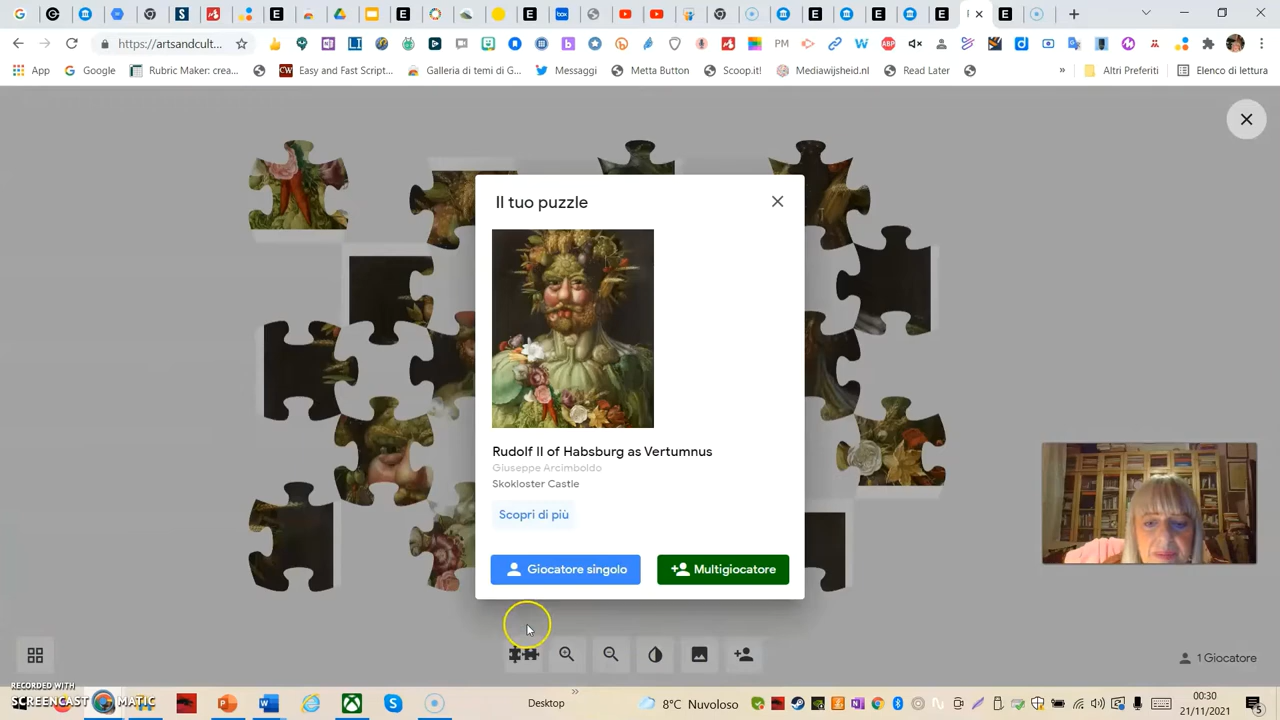 https://artsandcult...
PM
App
Google
Rubric Maker: crea...
Easy and Fast Script...
Galleria di temi di G...
Messaggi
Metta Button
Scoop.it!
Mediawijsheid.nl
Read Later
»
Altri Preferiti
Elenco di lettura
Il tuo puzzle
Rudolf II of Habsburg as Vertumnus
Giuseppe Arcimboldo
Skokloster Castle
Scopri di più
Giocatore singolo
Multigiocatore
1 Giocatore
RECORDED WITH
SCREENCAST MATIC
Desktop
»
8°C Nuvoloso
00:30
21/11/2021
5